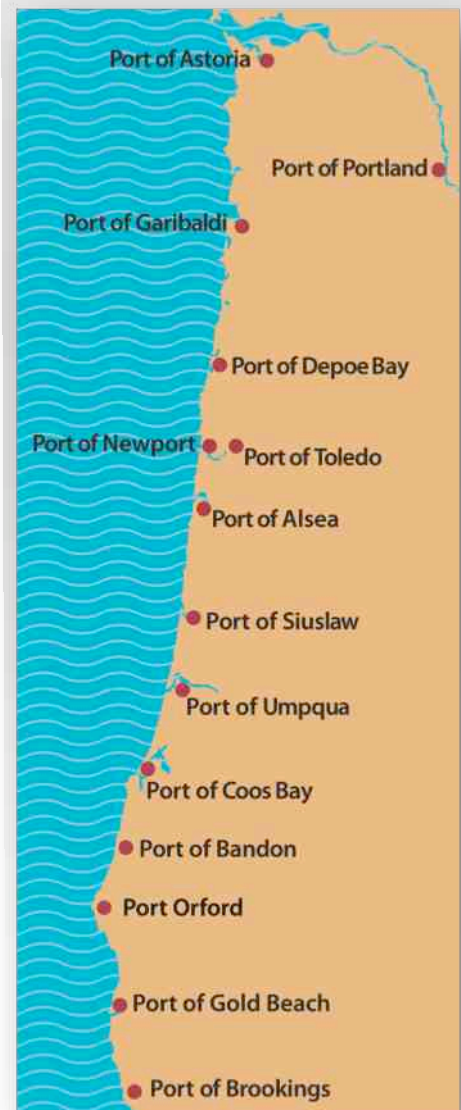 Port of Astoria
Port of Portland
Port of Garibaldi
Port of Depoe Bay
Port of Newport
Port of Toledo
Port of Alsea
Port of Siuslaw
Port of Umpqua
Port of Coos Bay
Port of Bandon
Port Orford
Port of Gold Beach
Port of Brookings